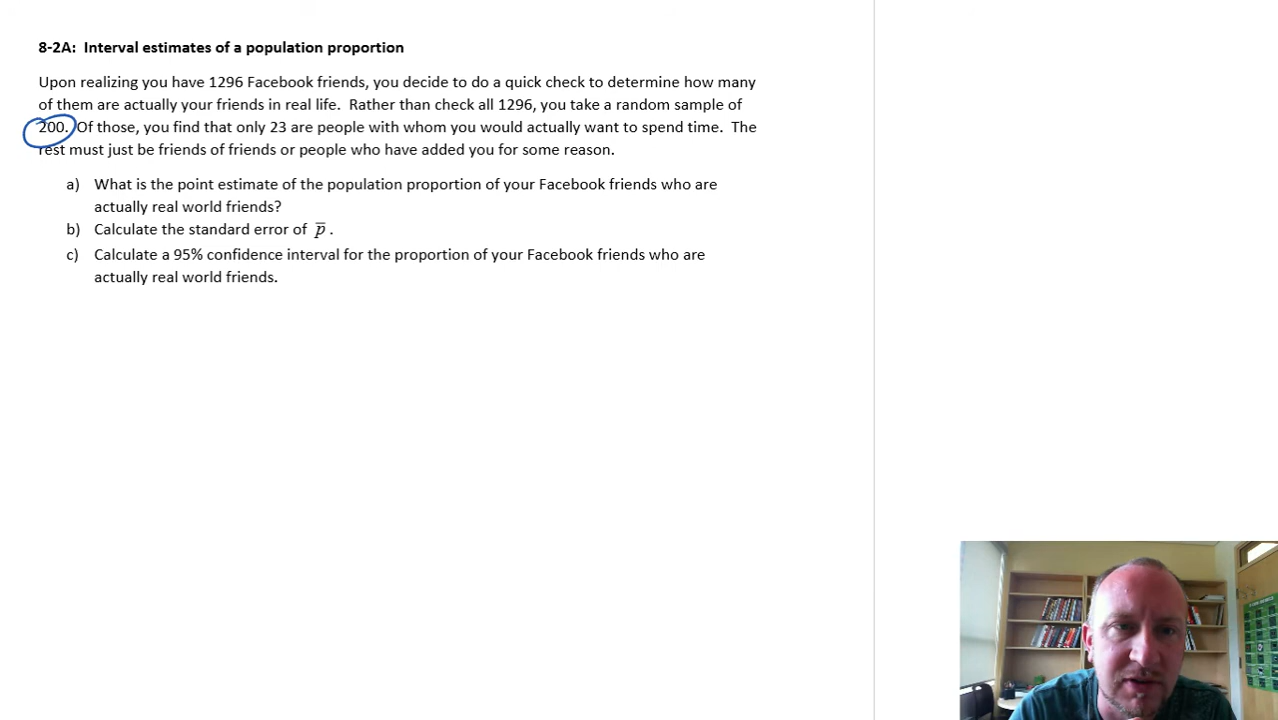 8-2A: Interval estimates of a population proportion
Upon realizing you have 1296 Facebook friends, you decide to do a quick check to determine how many
of them are actually your friends in real life. Rather than check all 1296, you take a random sample of
200. Of those, you find that only 23 are people with whom you would actually want to spend time. The
rest must just be friends of friends or people who have added you for some reason.
a) What is the point estimate of the population proportion of your Facebook friends who are
actually real world friends?
b) Calculate the standard error of p̅ .
c) Calculate a 95% confidence interval for the proportion of your Facebook friends who are
actually real world friends.